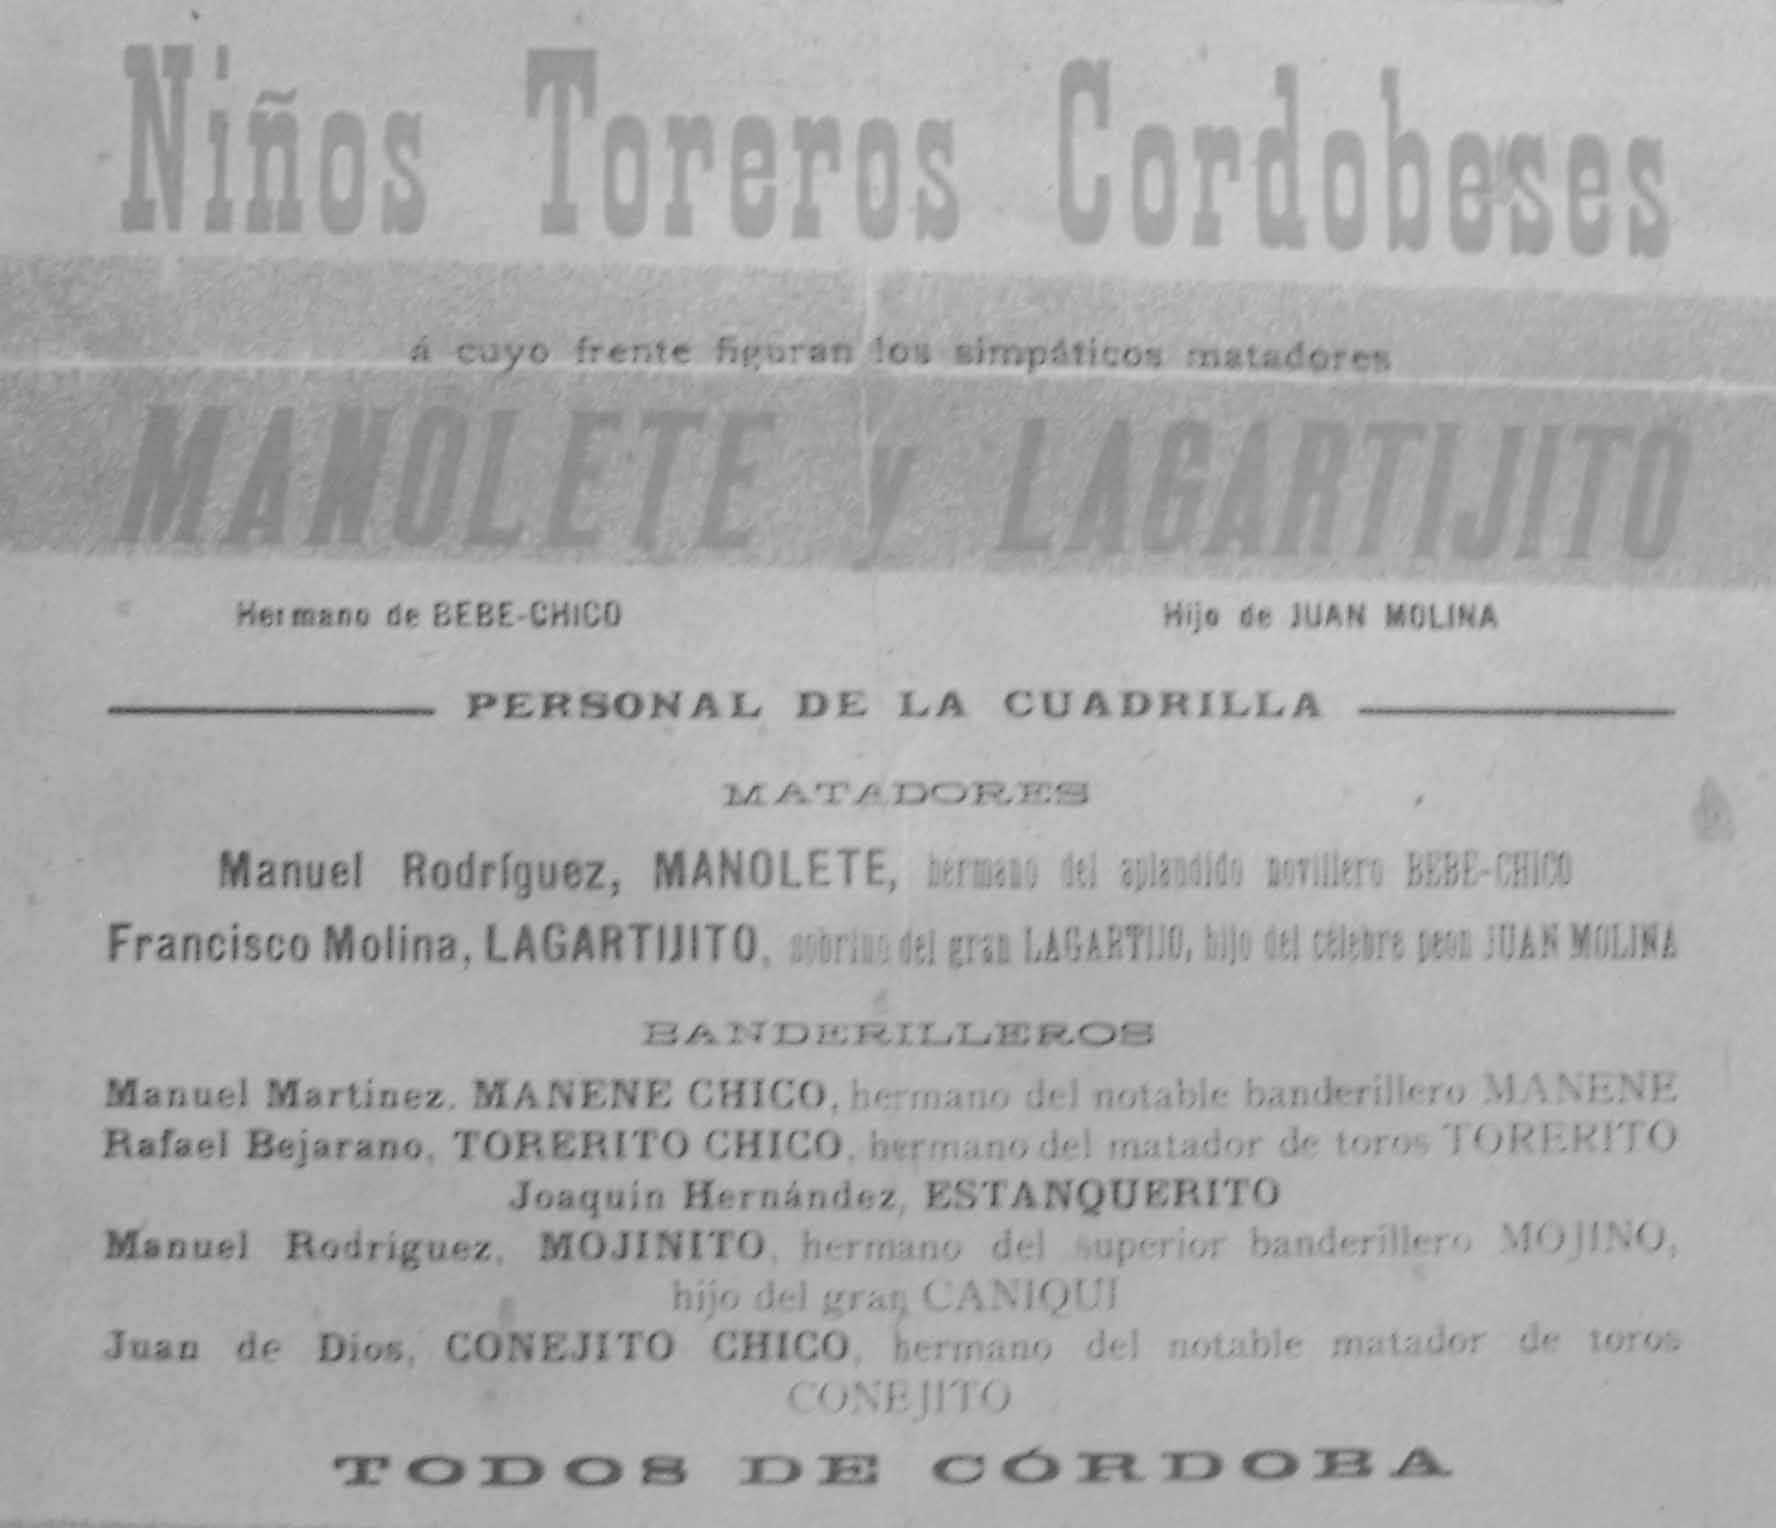 Niños Toreros Cordobeses
á cuyo frente figuran los simpáticos matadores
MANOLETE y LAGARTIJITO
Hermano de BEBE-CHICO Hijo de JUAN MOLINA
PERSONAL DE LA CUADRILLA
MATADORES
Manuel Rodríguez, MANOLETE, hermano del aplaudido novillero BEBE-CHICO
Francisco Molina, LAGARTIJITO, sobrino del gran LAGARTIJO, hijo del célebre peon JUAN MOLINA
BANDERILLEROS
Manuel Martinez, MANENE CHICO, hermano del notable banderillero MANENE
Rafael Bejarano, TORERITO CHICO, hermano del matador de toros TORERITO
Joaquin Hernández, ESTANQUERITO
Manuel Rodriguez, MOJINITO, hermano del superior banderillero MOJINO,
hijo del gran CANIQUI
Juan de Dios, CONEJITO CHICO, hermano del notable matador de toros
CONEJITO
TODOS DE CÓRDOBA